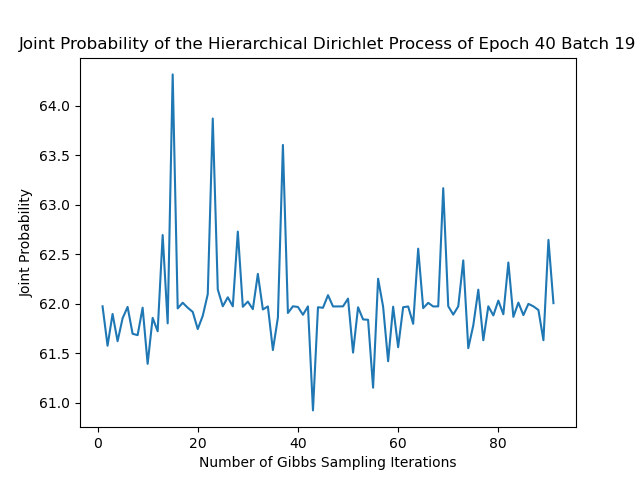 Joint Probability of the Hierarchical Dirichlet Process of Epoch 40 Batch 19
64.0
63.5
63.0
62.5
62.0
61.5
61.0
Joint Probability
0 20 40 60 80
Number of Gibbs Sampling Iterations